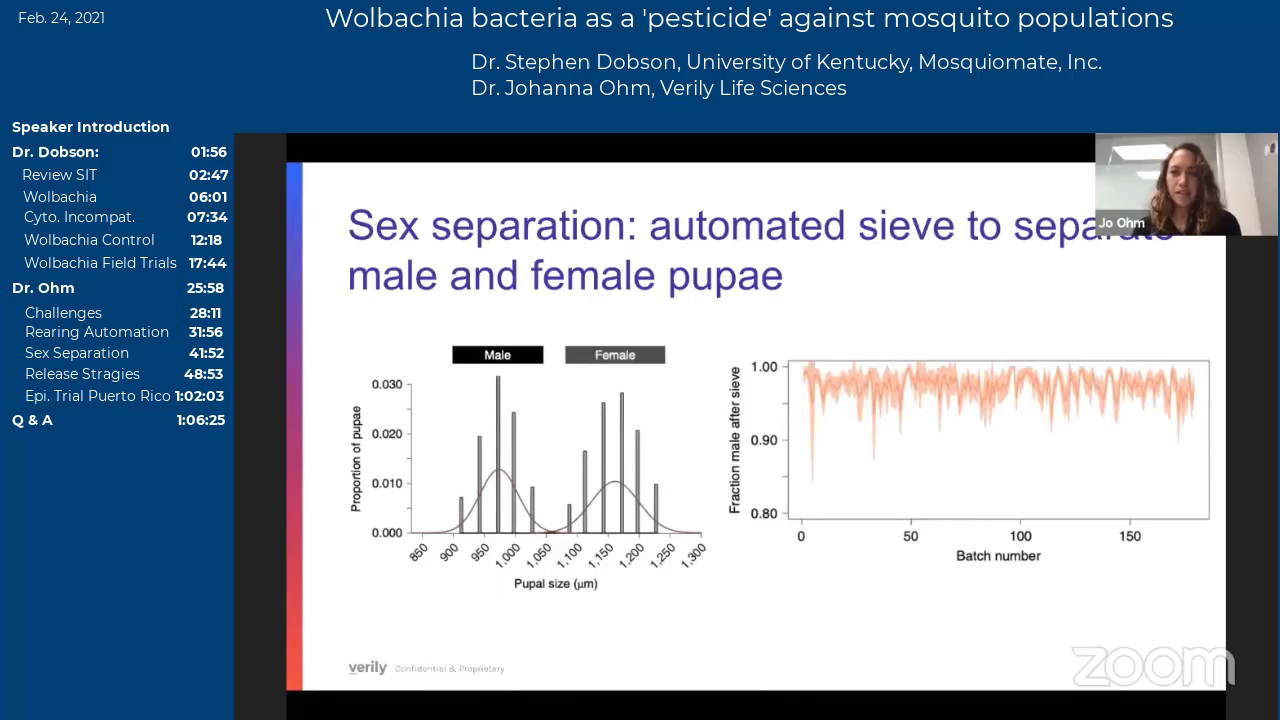 Feb. 24, 2021
Wolbachia bacteria as a 'pesticide' against mosquito populations
Dr. Stephen Dobson, University of Kentucky, Mosquiomate, Inc.
Dr. Johanna Ohm, Verily Life Sciences
Speaker Introduction
Dr. Dobson: 01:56
Review SIT 02:47
Wolbachia 06:01
Cyto. Incompat. 07:34
Wolbachia Control 12:18
Wolbachia Field Trials 17:44
Dr. Ohm 25:58
Challenges 28:11
Rearing Automation 31:56
Sex Separation 41:52
Release Stragies 48:53
Epi. Trial Puerto Rico 1:02:03
Q & A 1:06:25
Jo Ohm
Sex separation: automated sieve to separate
male and female pupae
Male Female
Proportion of pupae
0.030
0.020
0.010
0.000
850 900 950 1,000 1,050 1,100 1,150 1,200 1,250 1,300
Pupal size (µm)
Fraction male after sieve
1.00
0.90
0.80
0 50 100 150
Batch number
verily Confidential & Proprietary
zoom